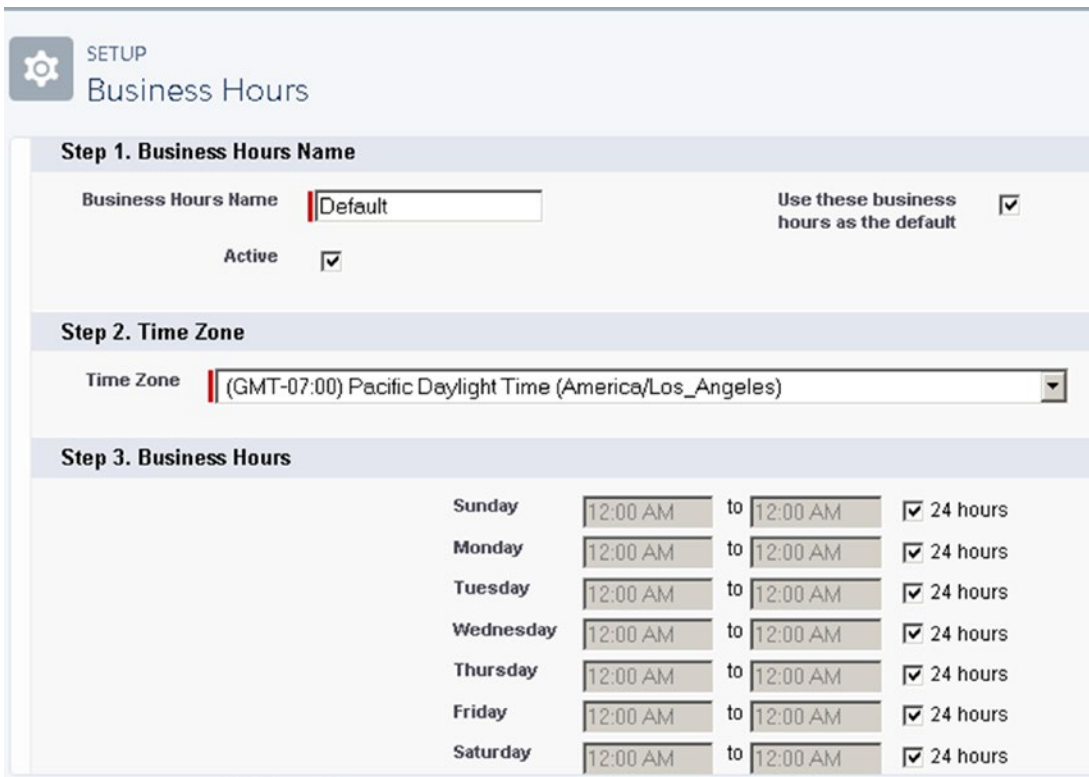 SETUP
Business Hours
Step 1. Business Hours Name
Business Hours Name
Default
Use these business
hours as the default
Active
Step 2. Time Zone
Time Zone
(GMT-07:00) Pacific Daylight Time (America/Los_Angeles)
Step 3. Business Hours
Sunday 12:00 AM to 12:00 AM 24 hours
Monday 12:00 AM to 12:00 AM 24 hours
Tuesday 12:00 AM to 12:00 AM 24 hours
Wednesday 12:00 AM to 12:00 AM 24 hours
Thursday 12:00 AM to 12:00 AM 24 hours
Friday 12:00 AM to 12:00 AM 24 hours
Saturday 12:00 AM to 12:00 AM 24 hours